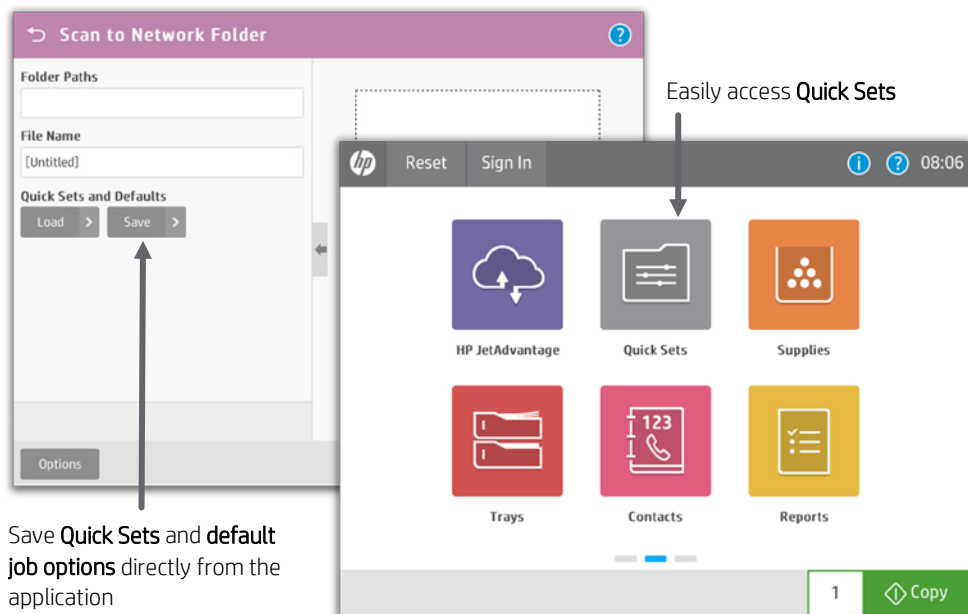 Scan to Network Folder
?
Folder Paths
File Name
[Untitled]
Quick Sets and Defaults
Load >
Save >
Options
Easily access Quick Sets
hp
Reset
Sign In
i
?
08:06
HP JetAdvantage
Quick Sets
Supplies
123
Trays
Contacts
Reports
1
Copy
Save Quick Sets and default
job options directly from the
application